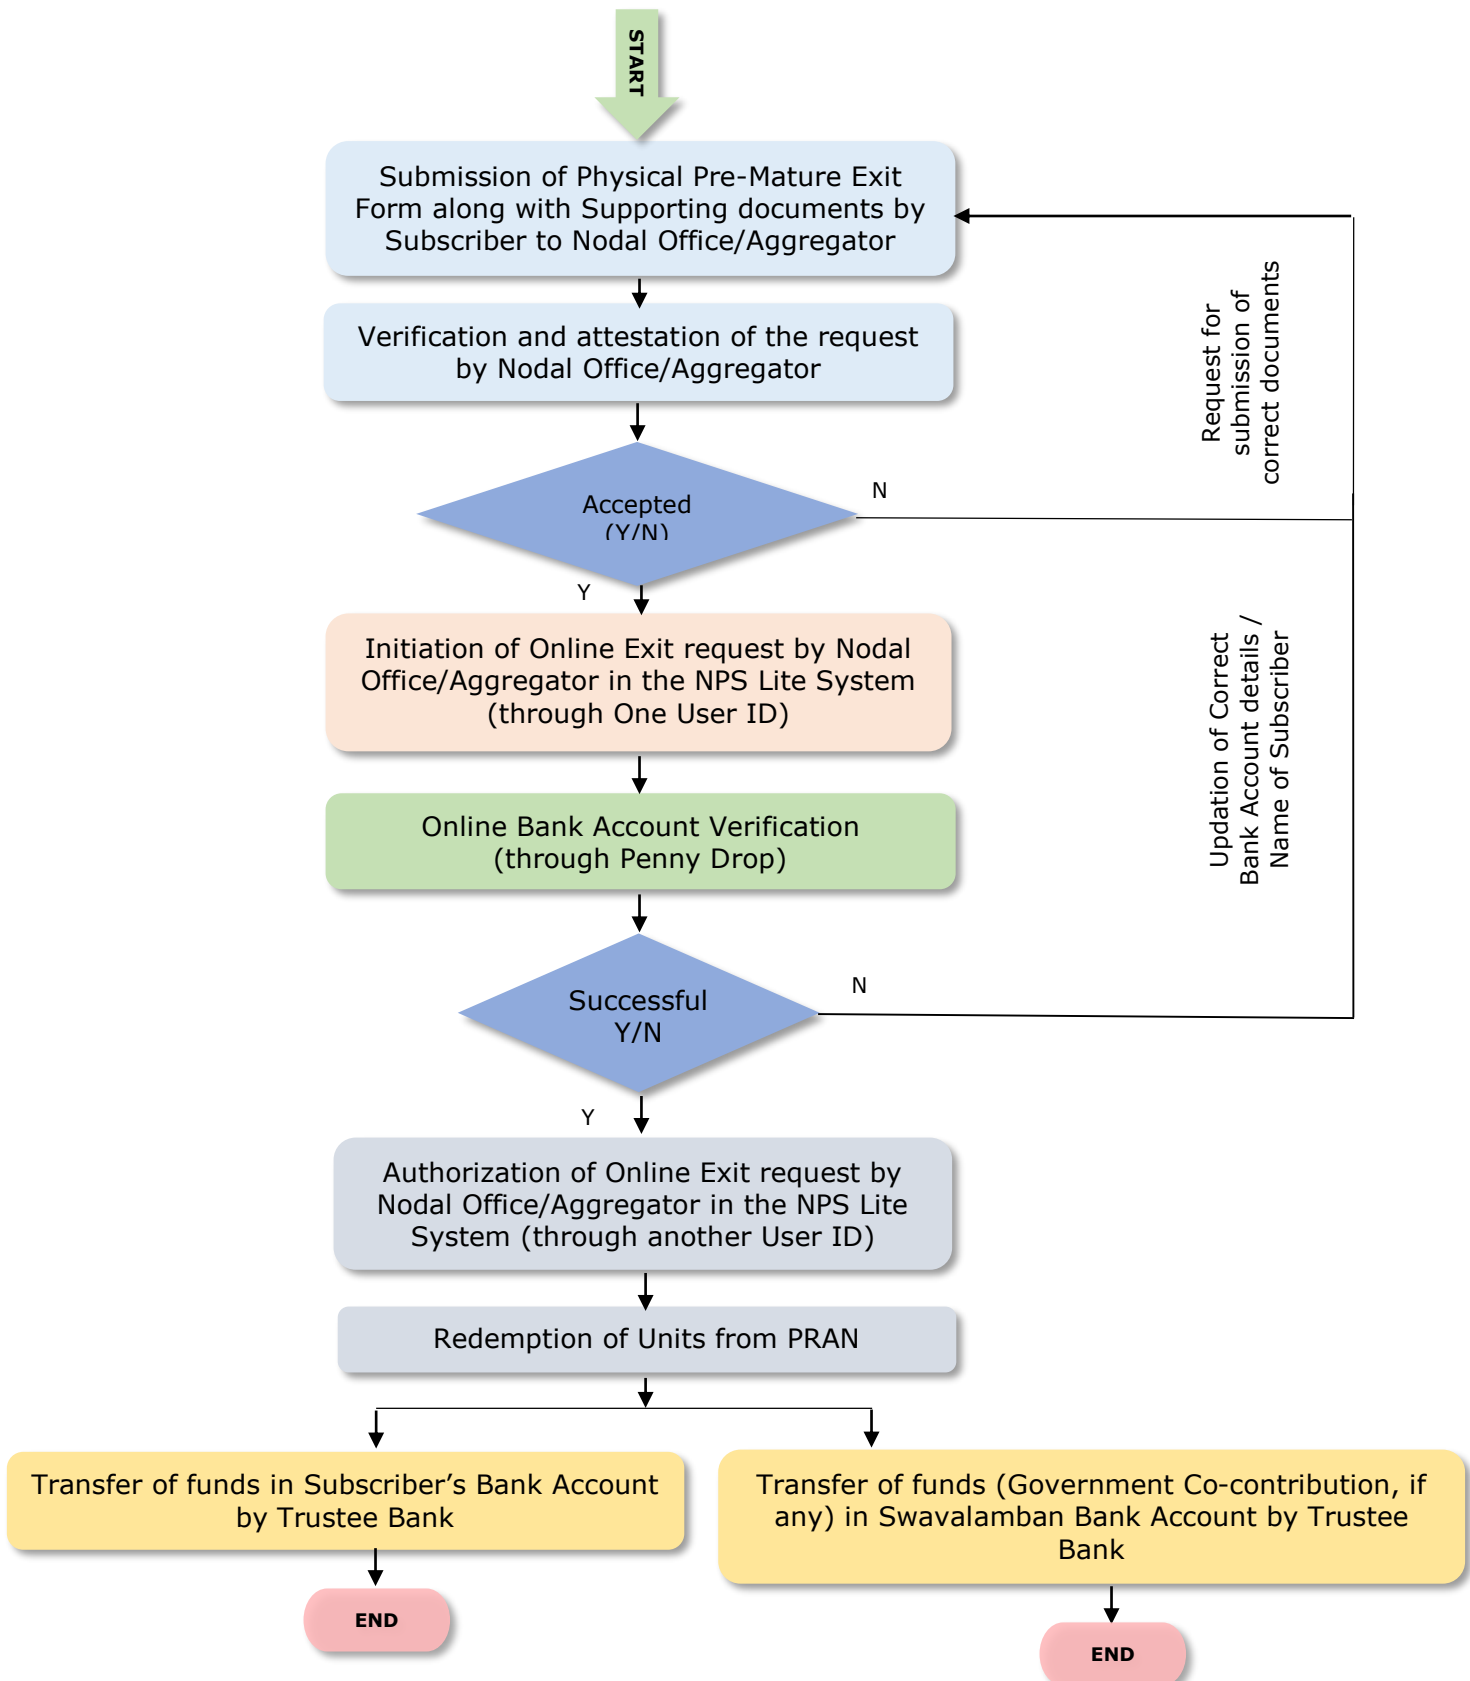 START
Submission of Physical Pre-Mature Exit
Form along with Supporting documents by
Subscriber to Nodal Office/Aggregator
Verification and attestation of the request
by Nodal Office/Aggregator
Request for
submission of
correct documents
Accepted
(Y/N)
N
Y
Initiation of Online Exit request by Nodal
Office/Aggregator in the NPS Lite System
(through One User ID)
Updation of Correct
Bank Account details /
Name of Subscriber
Online Bank Account Verification
(through Penny Drop)
Successful
Y/N
N
Y
Authorization of Online Exit request by
Nodal Office/Aggregator in the NPS Lite
System (through another User ID)
Redemption of Units from PRAN
Transfer of funds in Subscriber’s Bank Account
by Trustee Bank
END
Transfer of funds (Government Co-contribution, if
any) in Swavalamban Bank Account by Trustee
Bank
END